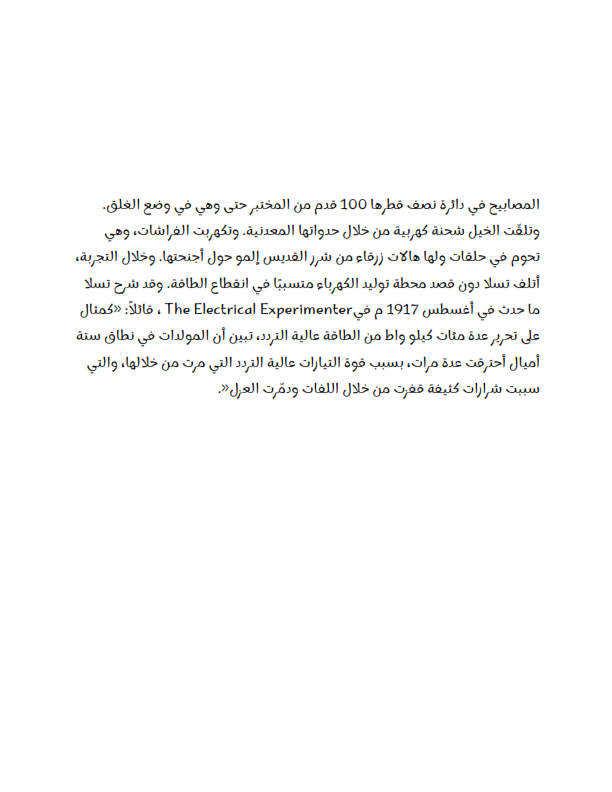 المصابيح في دائرة نصف قطرها 100 قدم من المختبر حتى وهي في وضع الغلق.
وتلقّت الخيل شحنة كهربية من خلال حدواتها المعدنية. وتكهربت الفراشات، وهي
تحوم في حلقات ولها هالات زرقاء من شرر القديس إلمو حول أجنحتها. وخلال التجربة،
أتلف تسلا دون قصد محطة توليد الكهرباء متسببًا في انقطاع الطاقة. وقد شرح تسلا
ما حدث في أغسطس 1917 م في The Electrical Experimenter ، قائلاً: «كمثال
على تحرير عدة مئات كيلو واط من الطاقة عالية التردد، تبين أن المولدات في نطاق ستة
أميال أحترقت عدة مرات، بسبب قوة التيارات عالية التردد التي مرت من خلالها، والتي
سببت شرارات كثيفة قفزت من خلال اللفات ودمّرت العزل«.